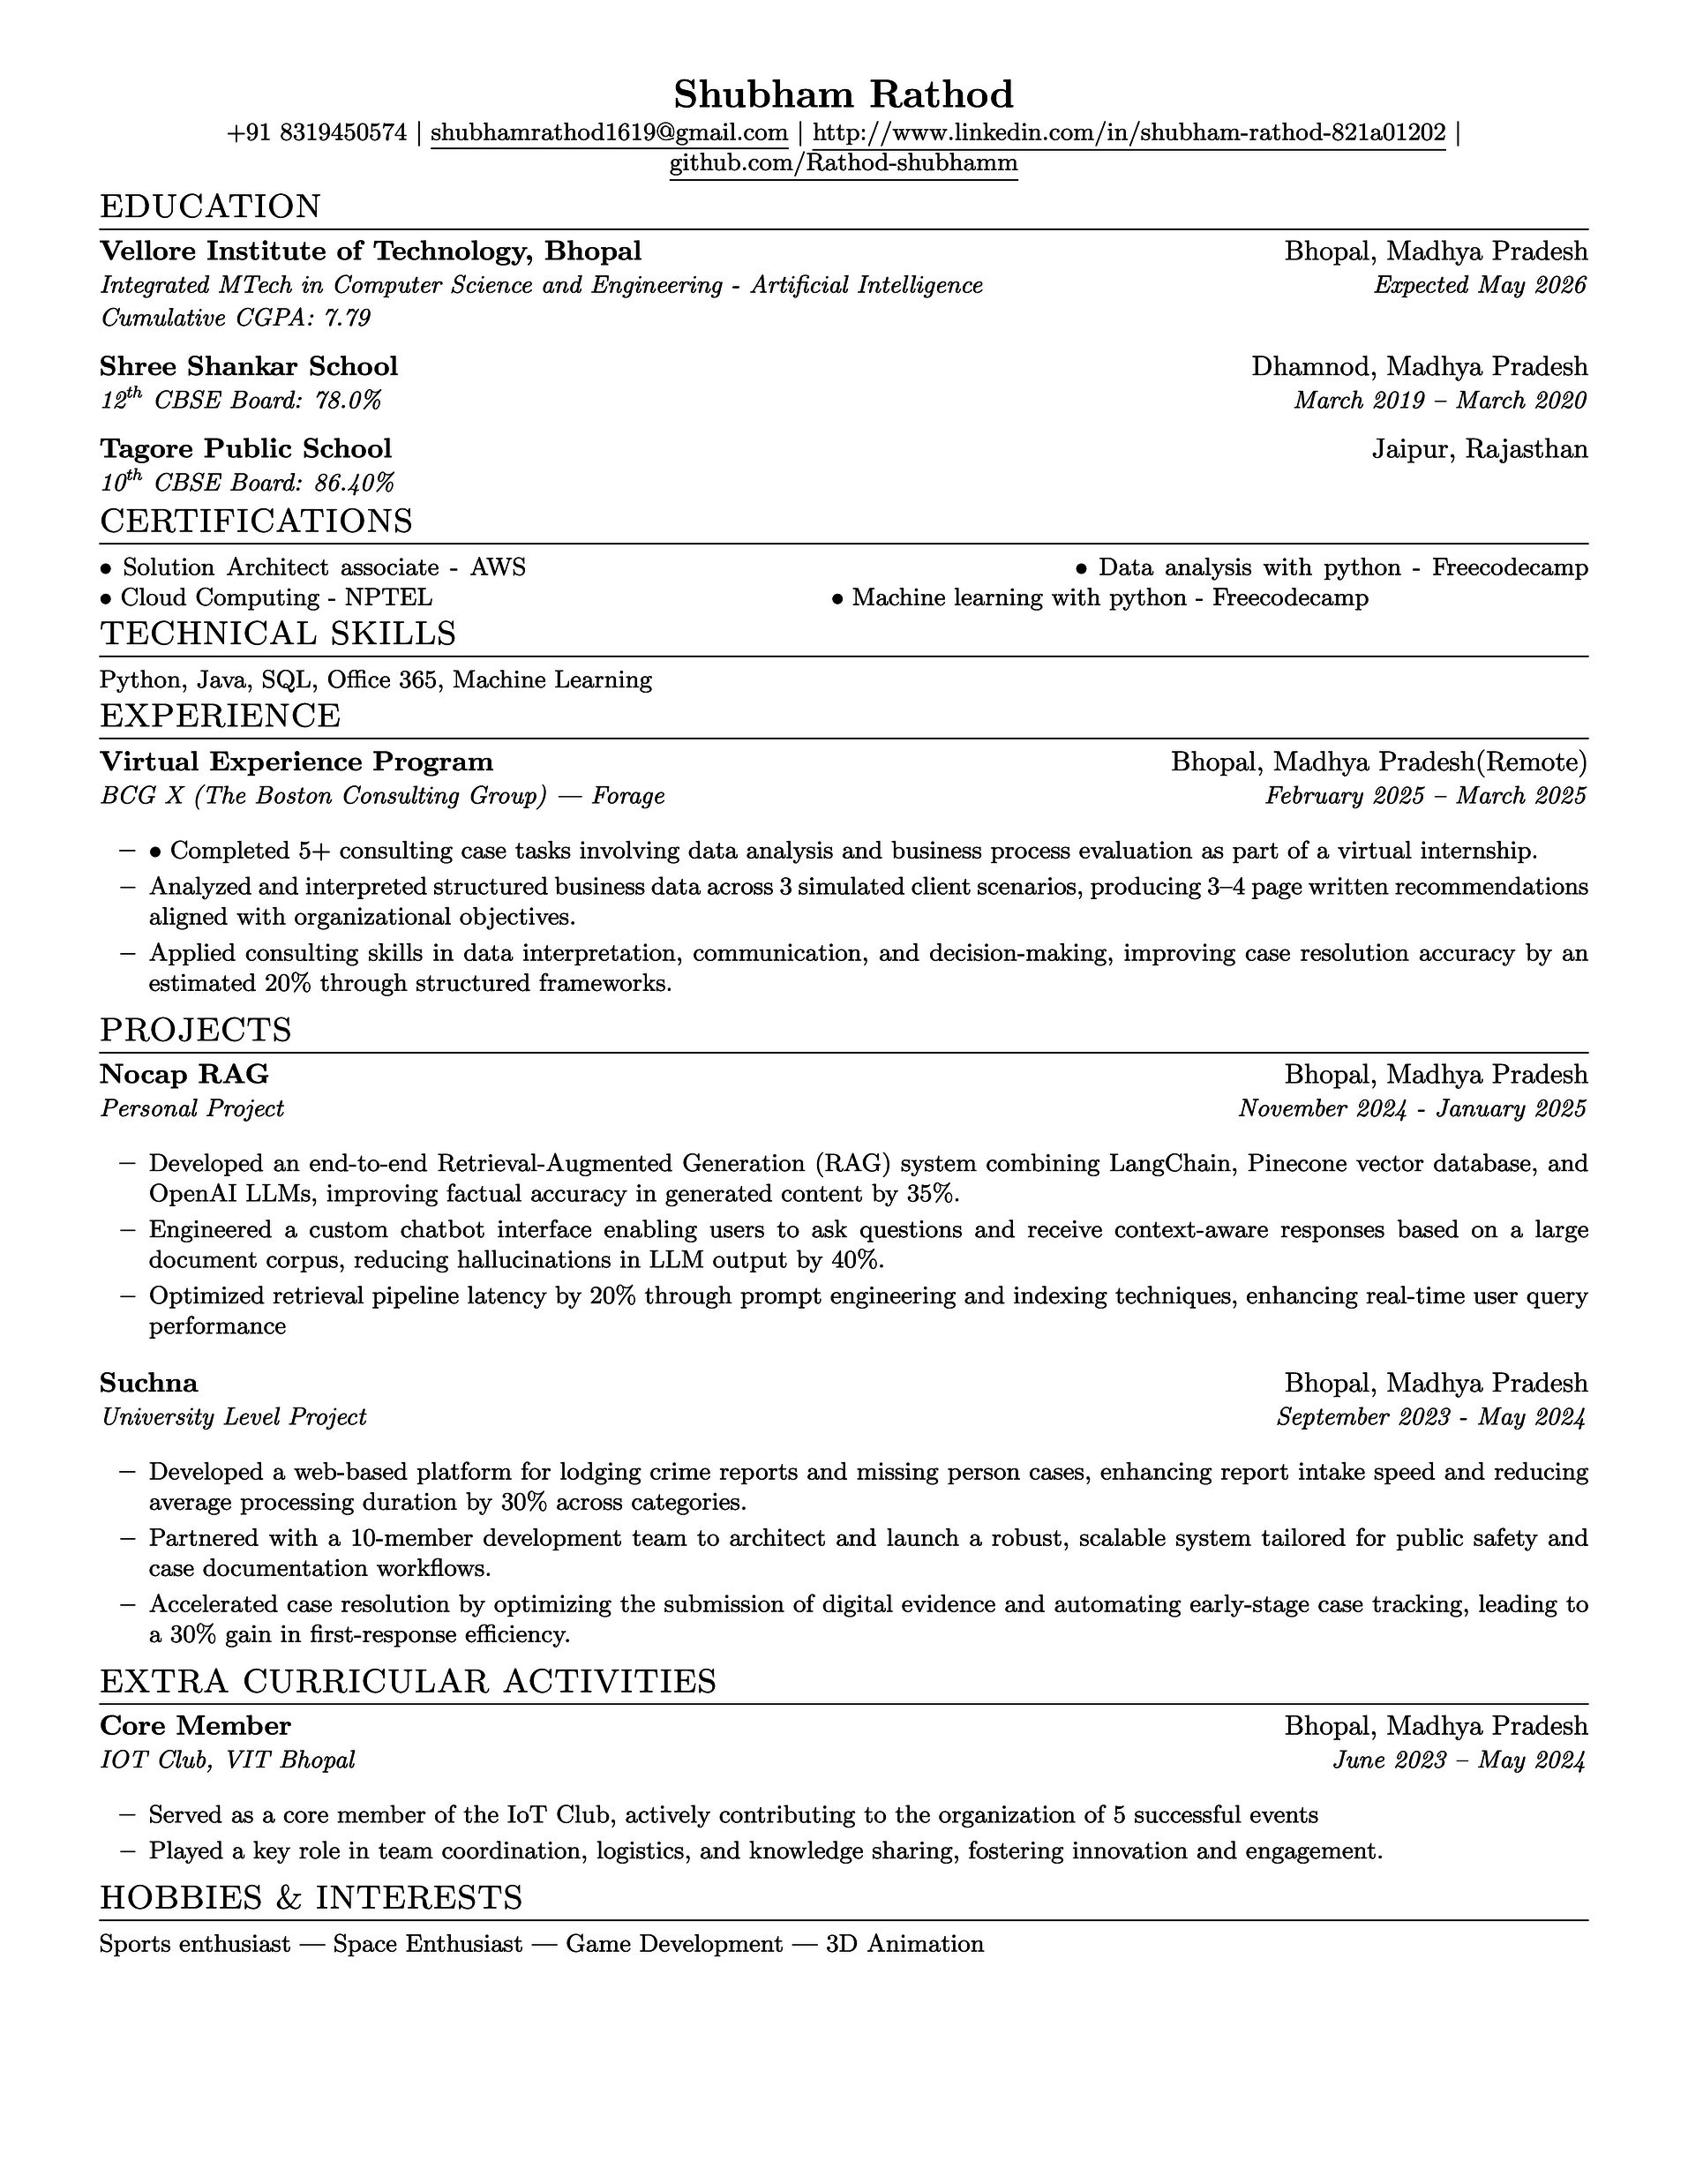 Shubham Rathod
+91 8319450574 | shubhamrathod1619@gmail.com | http://www.linkedin.com/in/shubham-rathod-821a01202 |
github.com/Rathod-shubhamm
EDUCATION
Vellore Institute of Technology, Bhopal Bhopal, Madhya Pradesh
Integrated MTech in Computer Science and Engineering - Artificial Intelligence Expected May 2026
Cumulative CGPA: 7.79
Shree Shankar School Dhamnod, Madhya Pradesh
12th CBSE Board: 78.0% March 2019 – March 2020
Tagore Public School Jaipur, Rajasthan
10th CBSE Board: 86.40%
CERTIFICATIONS
• Solution Architect associate - AWS • Data analysis with python - Freecodecamp
• Cloud Computing - NPTEL • Machine learning with python - Freecodecamp
TECHNICAL SKILLS
Python, Java, SQL, Office 365, Machine Learning
EXPERIENCE
Virtual Experience Program Bhopal, Madhya Pradesh(Remote)
BCG X (The Boston Consulting Group) — Forage February 2025 – March 2025
– • Completed 5+ consulting case tasks involving data analysis and business process evaluation as part of a virtual internship.
– Analyzed and interpreted structured business data across 3 simulated client scenarios, producing 3–4 page written recommendations
aligned with organizational objectives.
– Applied consulting skills in data interpretation, communication, and decision-making, improving case resolution accuracy by an
estimated 20% through structured frameworks.
PROJECTS
Nocap RAG Bhopal, Madhya Pradesh
Personal Project November 2024 - January 2025
– Developed an end-to-end Retrieval-Augmented Generation (RAG) system combining LangChain, Pinecone vector database, and
OpenAI LLMs, improving factual accuracy in generated content by 35%.
– Engineered a custom chatbot interface enabling users to ask questions and receive context-aware responses based on a large
document corpus, reducing hallucinations in LLM output by 40%.
– Optimized retrieval pipeline latency by 20% through prompt engineering and indexing techniques, enhancing real-time user query
performance
Suchna Bhopal, Madhya Pradesh
University Level Project September 2023 - May 2024
– Developed a web-based platform for lodging crime reports and missing person cases, enhancing report intake speed and reducing
average processing duration by 30% across categories.
– Partnered with a 10-member development team to architect and launch a robust, scalable system tailored for public safety and
case documentation workflows.
– Accelerated case resolution by optimizing the submission of digital evidence and automating early-stage case tracking, leading to
a 30% gain in first-response efficiency.
EXTRA CURRICULAR ACTIVITIES
Core Member Bhopal, Madhya Pradesh
IOT Club, VIT Bhopal June 2023 – May 2024
– Served as a core member of the IoT Club, actively contributing to the organization of 5 successful events
– Played a key role in team coordination, logistics, and knowledge sharing, fostering innovation and engagement.
HOBBIES & INTERESTS
Sports enthusiast — Space Enthusiast — Game Development — 3D Animation